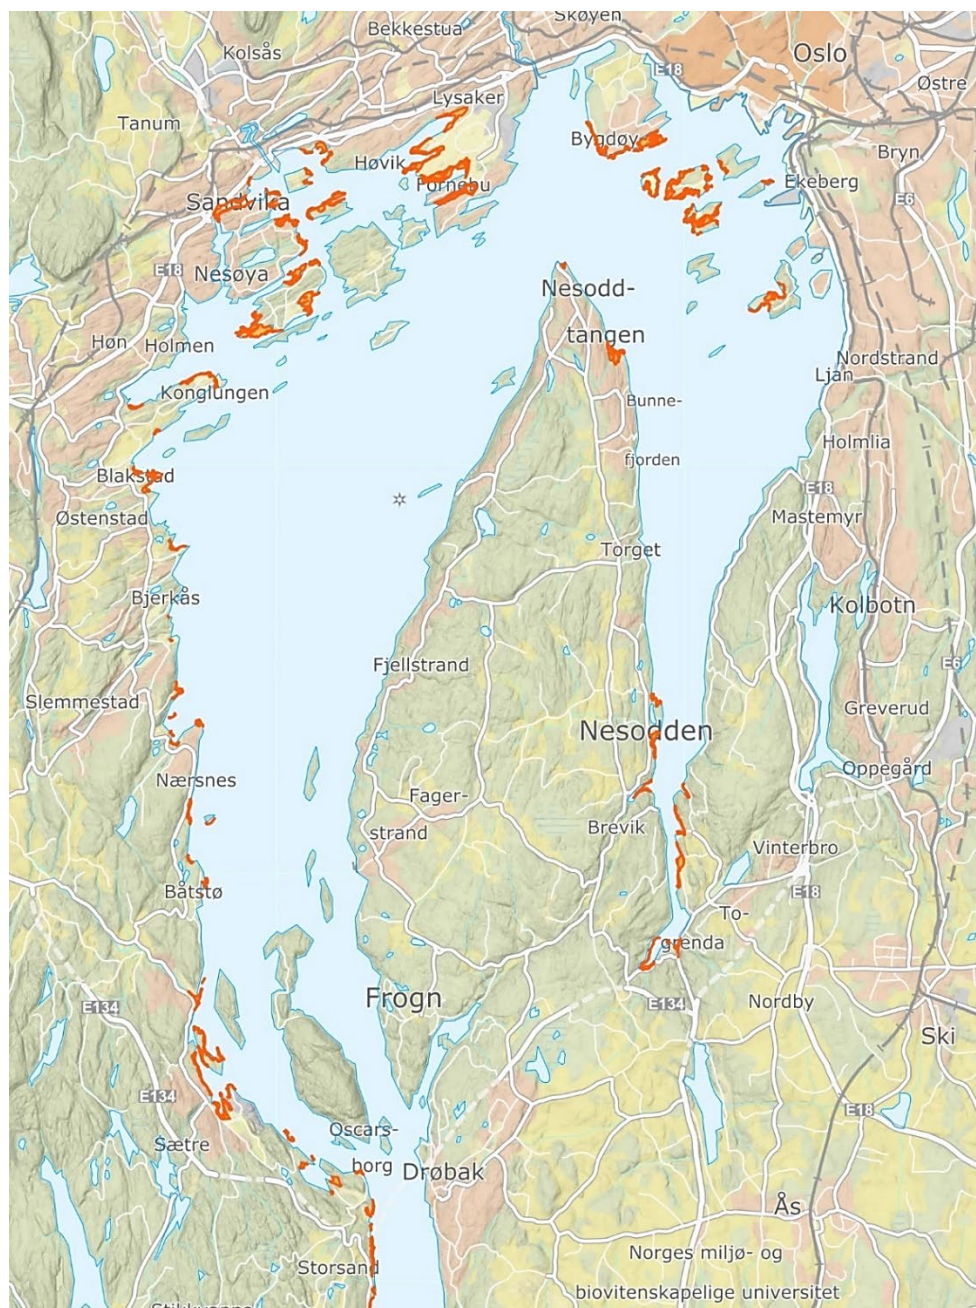 Skøyen
Bekkestua
Kolsås
Oslo
E18
Østre
Lysaker
Tanum
Bygdøy
Høvik
Bryn
Fornebu
Ekeberg
Sandvika
E6
E18
Nesøya
Nesodd-
tangen
Høn
Holmen
Nordstrand
Ljan
Konglungen
Bunne-
Holmlia
fjorden
Blakstad
E18
Østenstad
Mastemyr
Torget
Bjerkås
Kolbotn
Fjellstrand
E6
Slemmestad
Greverud
Nesodden
Oppegård
Nærsnes
Fager-
strand
Brevik
Vinterbro
E18
Båtstø
To-
grenda
Frogn
E134
E134
Nordby
Ski
E134
E18
Oscars-
borg
Sætre
Drøbak
Ås
Norges miljø- og
Storsand
biovitenskapelige universitet